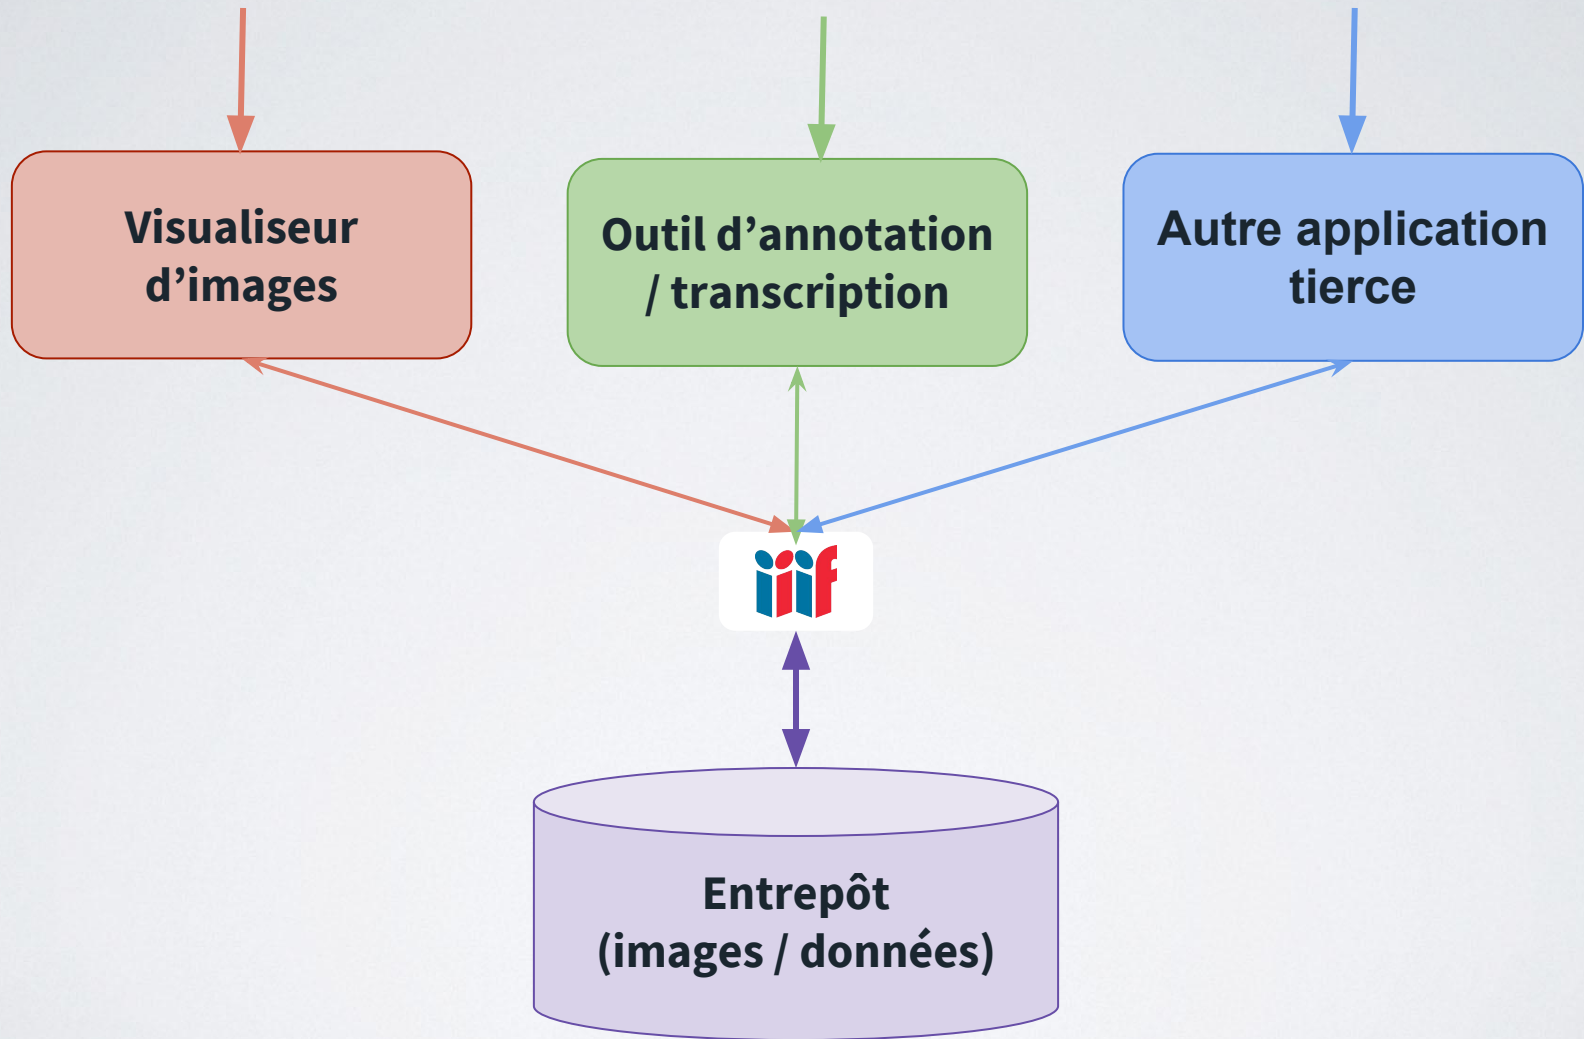 Visualiseur
d’images
Outil d’annotation
/ transcription
Autre application
tierce
iiif
Entrepôt
(images / données)